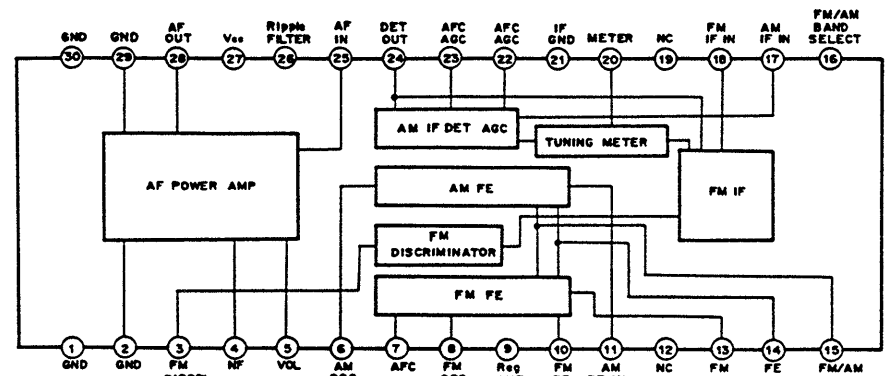 GND GND AF OUT Vcc Ripple FILTER AF IN DET OUT AFC AGC AFC AGC IF GND METER NC FM IF IN AM IF IN FM/AM BAND SELECT
30 29 28 27 26 25 24 23 22 21 20 19 18 17 16
AM IF DET AGC
TUNING METER
AF POWER AMP
AM FE
FM IF
FM
DISCRIMINATOR
FM FE
1 2 3 4 5 6 7 8 9 10 11 12 13 14 15
GND GND FM NF VOL AM AFC FM Reg FM AM NC FM FE FM/AM